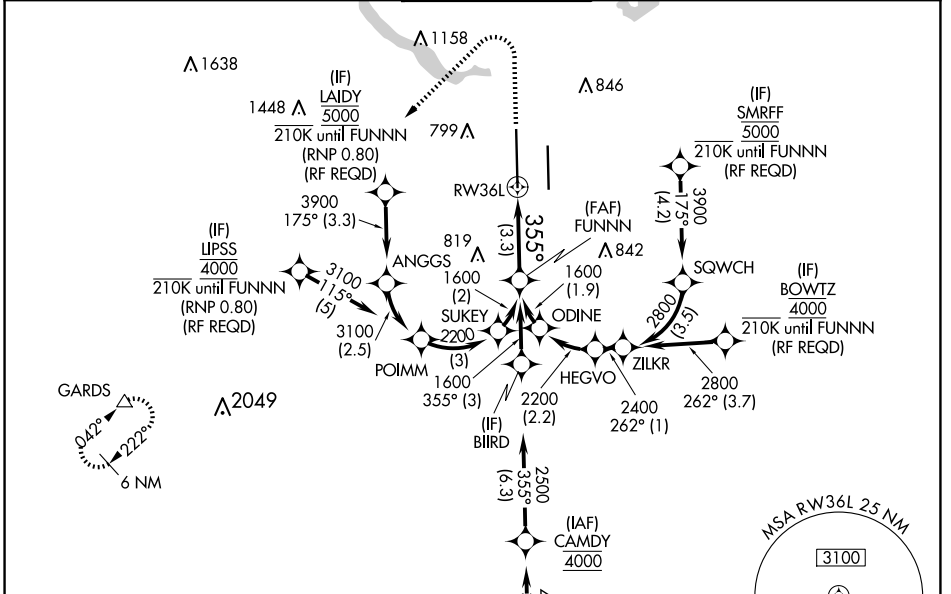 1158
1638
(IF)
LAIDY
5000
210K until FUNNN
(RNP 0.80)
(RF REQD)
1448
799
846
(IF)
SMRFF
5000
210K until FUNNN
(RF REQD)
RW36L
3900
175° (3.3)
355°
(3.3)
(FAF)
FUNNN
3900
175°
(4.2)
(IF)
LIPSS
4000
210K until FUNNN
(RNP 0.80)
(RF REQD)
819
842
ANGGS
1600
(2)
1600
(1.9)
SQWCH
(IF)
BOWTZ
4000
210K until FUNNN
(RF REQD)
3100
115°
(5)
3100
(2.5)
SUKEY
ODINE
2800
(3.5)
2200
(3)
POIMM
1600
355° (3)
HEGVO
ZILKR
2800
262° (3.7)
GARDS
2049
(IF)
BIIRD
2200
(2.2)
2400
262° (1)
042°
222°
6 NM
2500
355°
(6.3)
(IAF)
CAMDY
4000
MSA RW36L 25 NM
3100